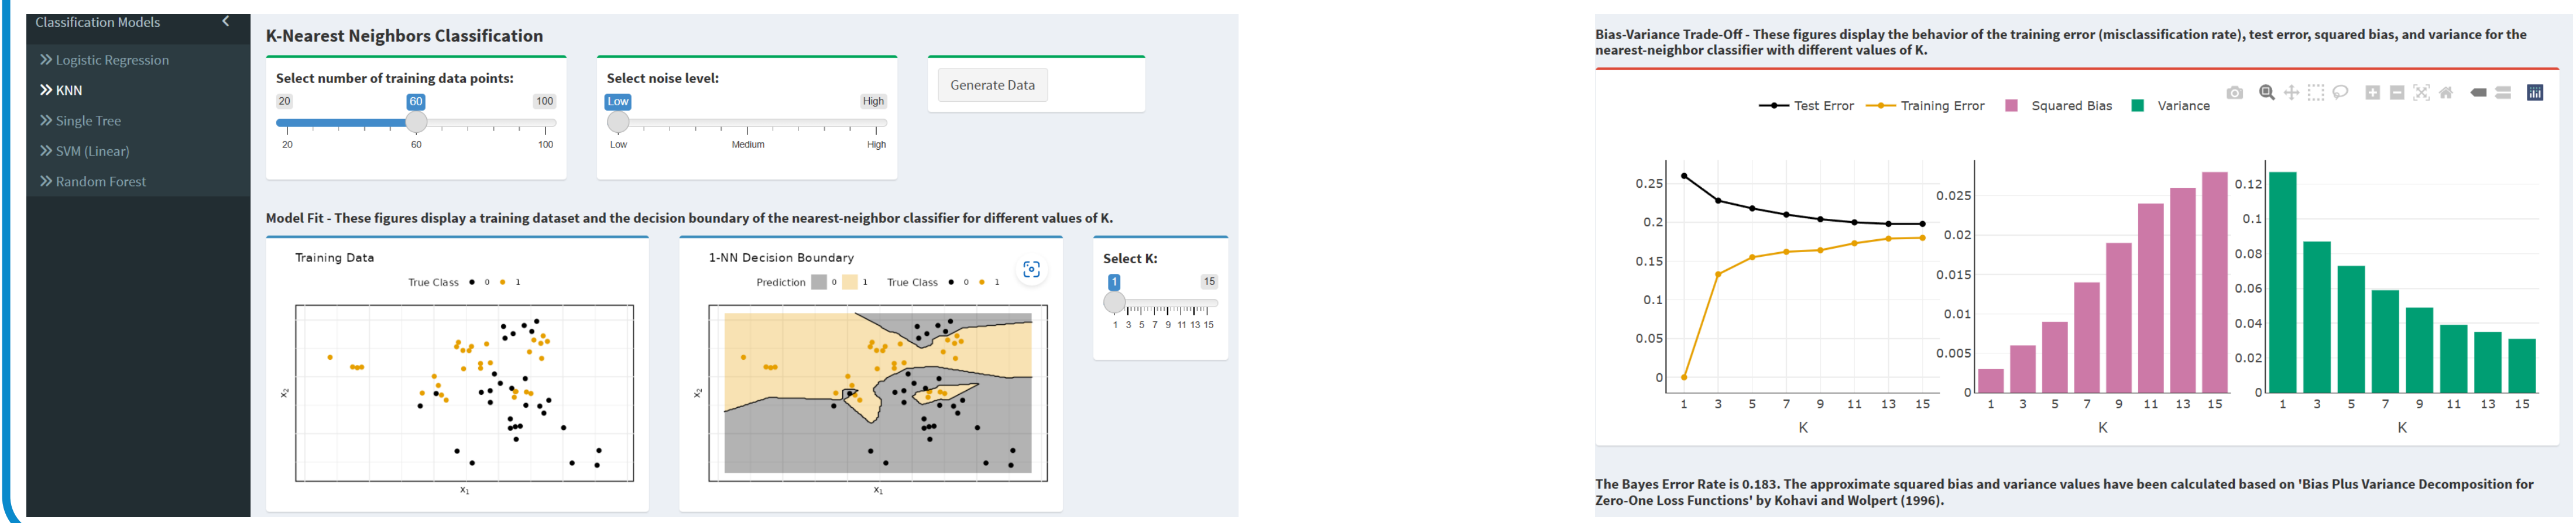 Classification Models
Logistic Regression
KNN
Single Tree
SVM (Linear)
Random Forest
K-Nearest Neighbors Classification
Select number of training data points:
20 60 100
20 60 100
Select noise level:
Low High
Low Medium High
Generate Data
Model Fit - These figures display a training dataset and the decision boundary of the nearest-neighbor classifier for different values of K.
Training Data
True Class 0 1
x2
x1
1-NN Decision Boundary
Prediction 0 1 True Class 0 1
x2
x1
Select K:
1 15
1 3 5 7 9 11 13 15
Bias-Variance Trade-Off - These figures display the behavior of the training error (misclassification rate), test error, squared bias, and variance for the
nearest-neighbor classifier with different values of K.
Test Error Training Error Squared Bias Variance
0.25
0.2
0.15
0.1
0.05
0
1 3 5 7 9 11 13 15
K
0.025
0.02
0.015
0.01
0.005
0
1 3 5 7 9 11 13 15
K
0.12
0.1
0.08
0.06
0.04
0.02
0
1 3 5 7 9 11 13 15
K
The Bayes Error Rate is 0.183. The approximate squared bias and variance values have been calculated based on 'Bias Plus Variance Decomposition for
Zero-One Loss Functions' by Kohavi and Wolpert (1996).